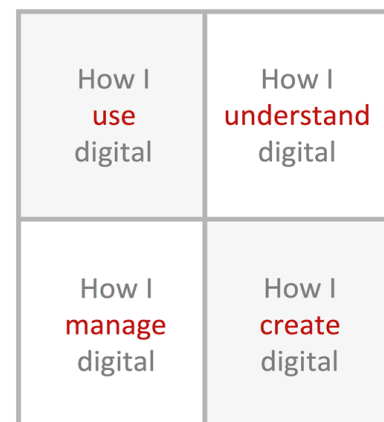 How I
use
digital
How I
understand
digital
How I
manage
digital
How I
create
digital